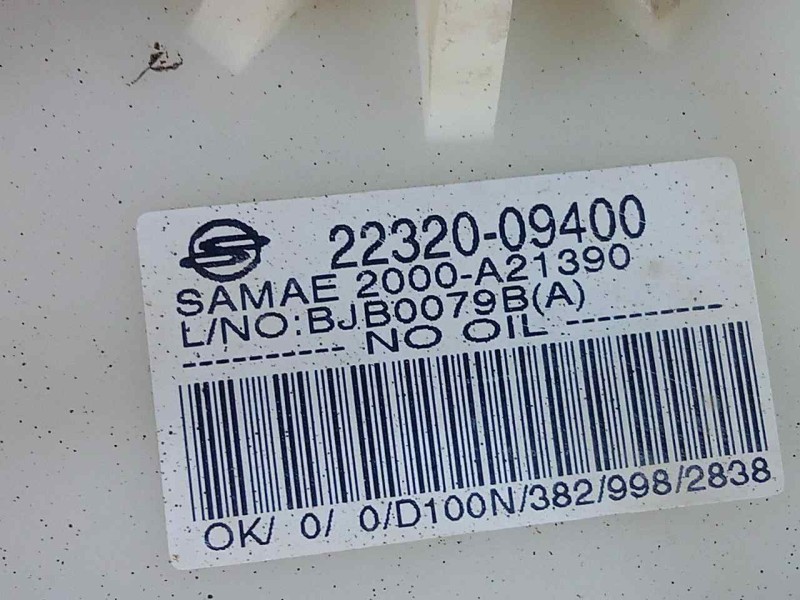 22320-09400
SAMAE 2000-A21390
L/NO:BJB0079B(A)
---------- NO OIL ----------
OK/ 0/ 0/D100N/382/998/2838